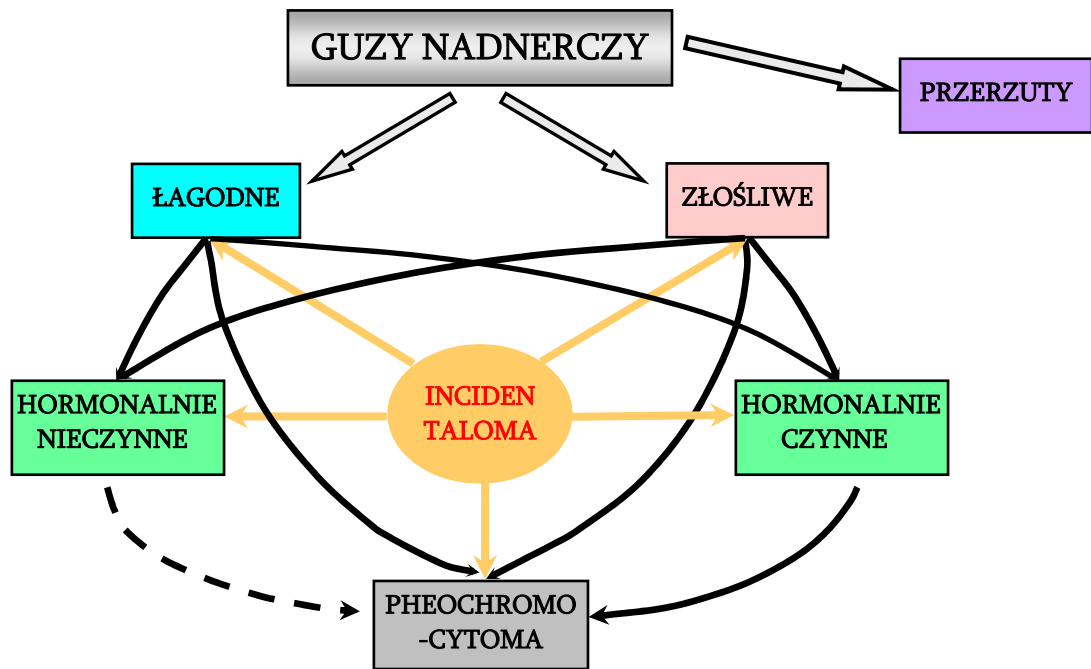 GUZY NADNERCZY
PRZERZUTY
ŁAGODNE
ZŁOŚLIWE
HORMONALNIE
NIECZYNNE
INCIDEN
TALOMA
HORMONALNIE
CZYNNE
PHEOCHROMO
-CYTOMA